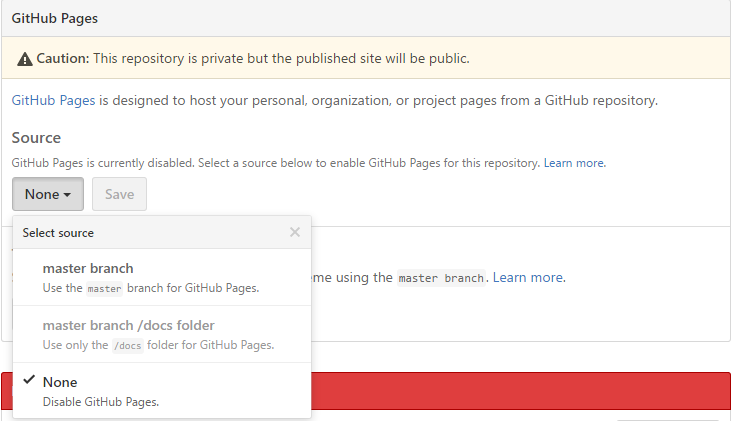 GitHub Pages
Caution: This repository is private but the published site will be public.
GitHub Pages is designed to host your personal, organization, or project pages from a GitHub repository.
Source
GitHub Pages is currently disabled. Select a source below to enable GitHub Pages for this repository. Learn more.
None Save
Select source
master branch
eme using the master branch. Learn more.
Use the master branch for GitHub Pages.
master branch /docs folder
Use only the /docs folder for GitHub Pages.
None
Disable GitHub Pages.